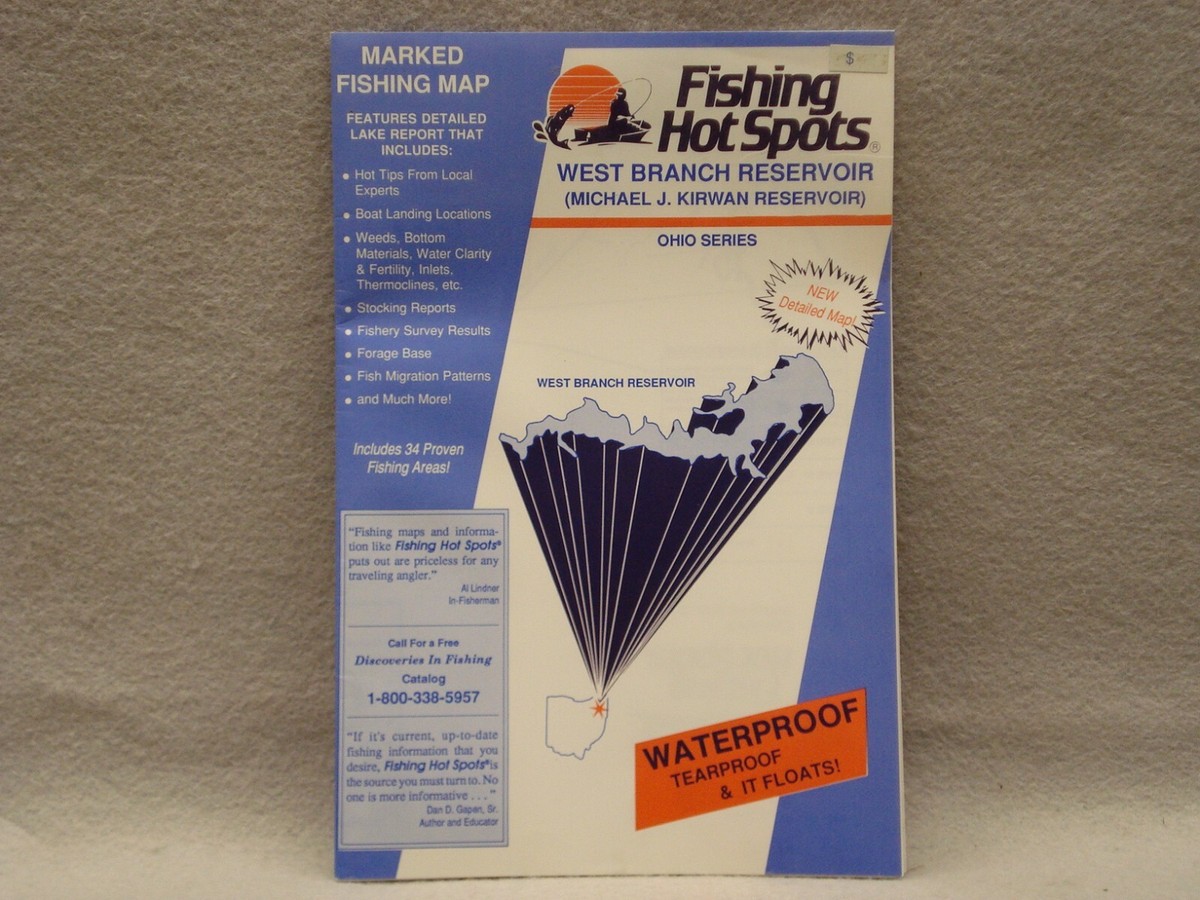 MARKED
FISHING MAP
FEATURES DETAILED
LAKE REPORT THAT
INCLUDES:
• Hot Tips From Local
Experts
• Boat Landing Locations
• Weeds, Bottom
Materials, Water Clarity
& Fertility, Inlets,
Thermoclines, etc.
• Stocking Reports
• Fishery Survey Results
• Forage Base
• Fish Migration Patterns
• and Much More!
Includes 34 Proven
Fishing Areas!
"Fishing maps and informa-
tion like Fishing Hot Spots®
puts out are priceless for any
traveling angler."
Al Lindner
In-Fisherman
Call For a Free
Discoveries In Fishing
Catalog
1-800-338-5957
"If it's current, up-to-date
fishing information that you
desire, Fishing Hot Spots® is
the source you must turn to. No
one is more informative . . ."
Dan D. Gapen, Sr.
Author and Educator
$
Fishing
Hot Spots®
WEST BRANCH RESERVOIR
(MICHAEL J. KIRWAN RESERVOIR)
OHIO SERIES
NEW
Detailed Map!
WEST BRANCH RESERVOIR
WATERPROOF
TEARPROOF
& IT FLOATS!